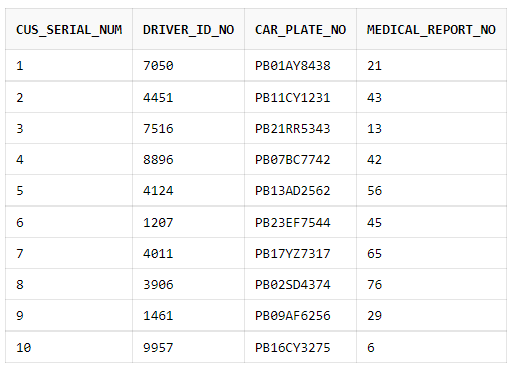 CUS_SERIAL_NUM DRIVER_ID_NO CAR_PLATE_NO MEDICAL_REPORT_NO
1 7050 PB01AY8438 21
2 4451 PB11CY1231 43
3 7516 PB21RR5343 13
4 8896 PB07BC7742 42
5 4124 PB13AD2562 56
6 1207 PB23EF7544 45
7 4011 PB17YZ7317 65
8 3906 PB02SD4374 76
9 1461 PB09AF6256 29
10 9957 PB16CY3275 6